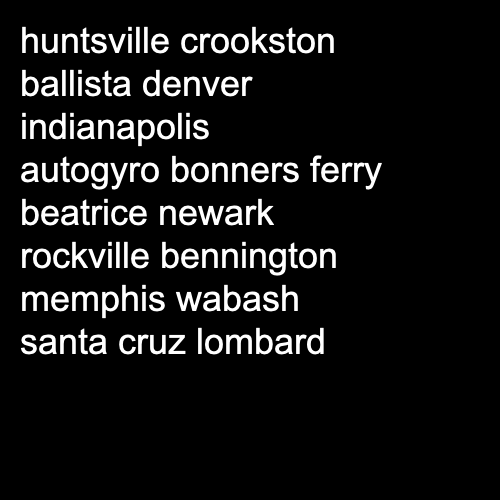 huntsville crookston
ballista denver
indianapolis
autogyro bonners ferry
beatrice newark
rockville bennington
memphis wabash
santa cruz lombard